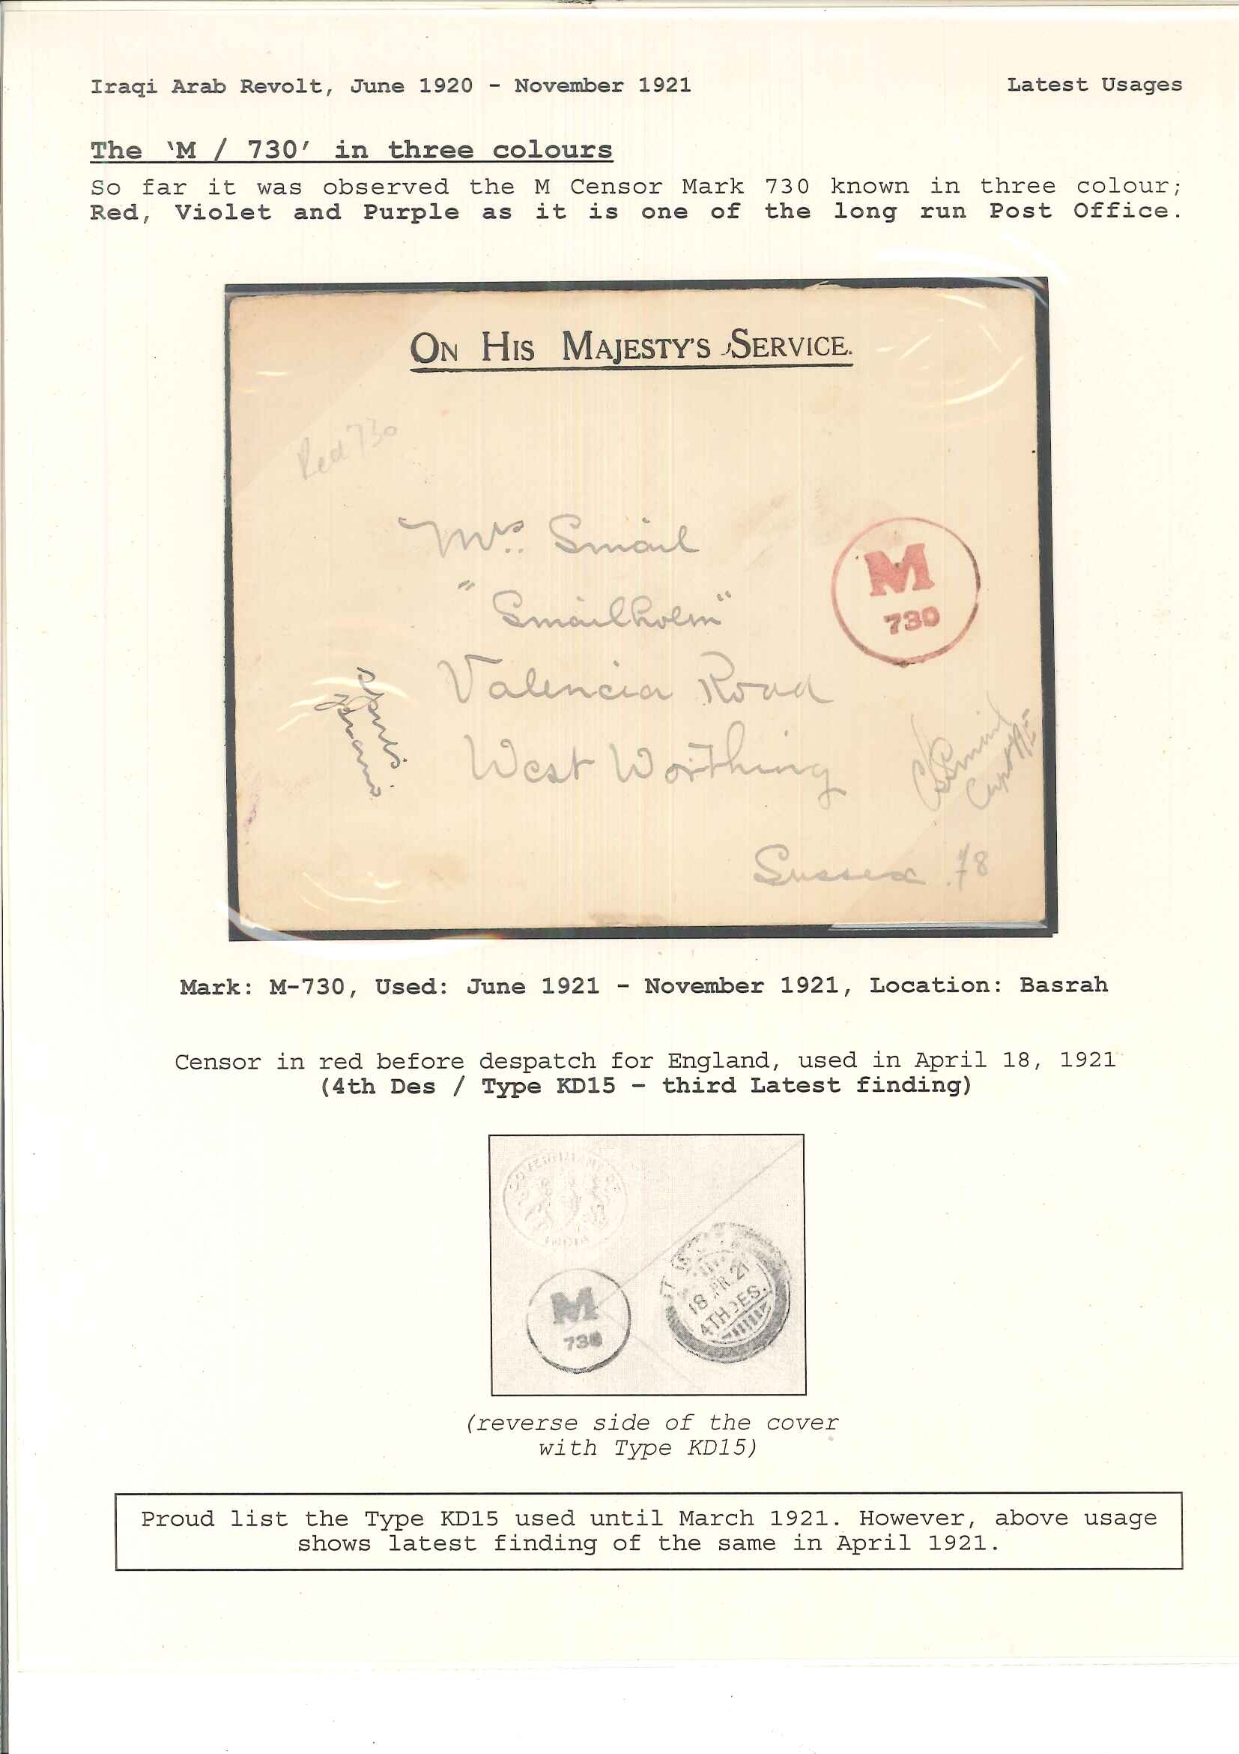 Iraqi Arab Revolt, June 1920 - November 1921 Latest Usages
The ‘M / 730’ in three colours
So far it was observed the M Censor Mark 730 known in three colour;
Red, Violet and Purple as it is one of the long run Post Office.
ON HIS MAJESTY'S SERVICE.
Red 730
Mrs. Smail
"Smailholm"
Valencia Road
West Worthing
Sussex
M
730
Mark: M-730, Used: June 1921 - November 1921, Location: Basrah
Censor in red before despatch for England, used in April 18, 1921
(4th Des / Type KD15 - third Latest finding)
M
730
18 APR 21
4TH DES.
(reverse side of the cover
with Type KD15)
Proud list the Type KD15 used until March 1921. However, above usage
shows latest finding of the same in April 1921.